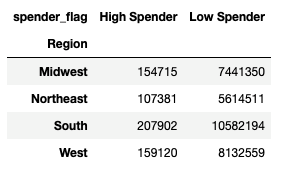 spender_flag High Spender Low Spender
Region
Midwest 154715 7441350
Northeast 107381 5614511
South 207902 10582194
West 159120 8132559